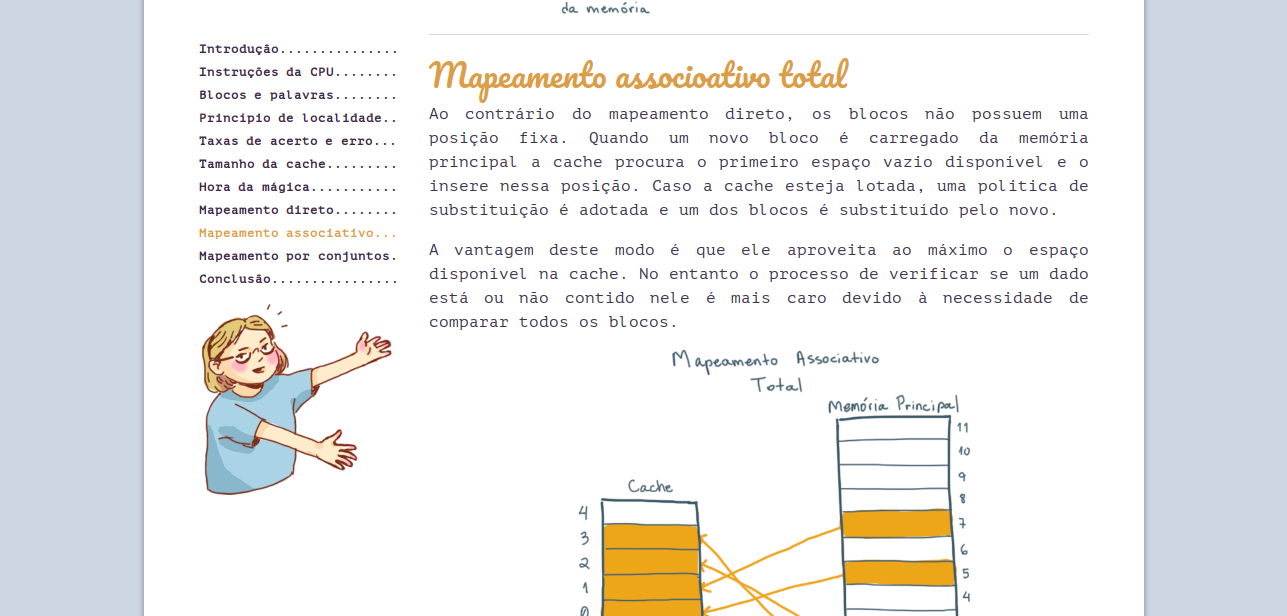 da memória
Introdução...............
Instruções da CPU........
Blocos e palavras........
Princípio de localidade..
Taxas de acerto e erro...
Tamanho da cache.........
Hora da mágica...........
Mapeamento direto........
Mapeamento associativo...
Mapeamento por conjuntos.
Conclusão................
Mapeamento associoativo total
Ao contrário do mapeamento direto, os blocos não possuem uma
posição fixa. Quando um novo bloco é carregado da memória
principal a cache procura o primeiro espaço vazio disponível e o
insere nessa posição. Caso a cache esteja lotada, uma politica de
substituição é adotada e um dos blocos é substituído pelo novo.
A vantagem deste modo é que ele aproveita ao máximo o espaço
disponível na cache. No entanto o processo de verificar se um dado
está ou não contido nele é mais caro devido à necessidade de
comparar todos os blocos.
Mapeamento Associativo
Total
Memória Principal
11
10
9
8
7
6
5
4
Cache
4
3
2
1
0